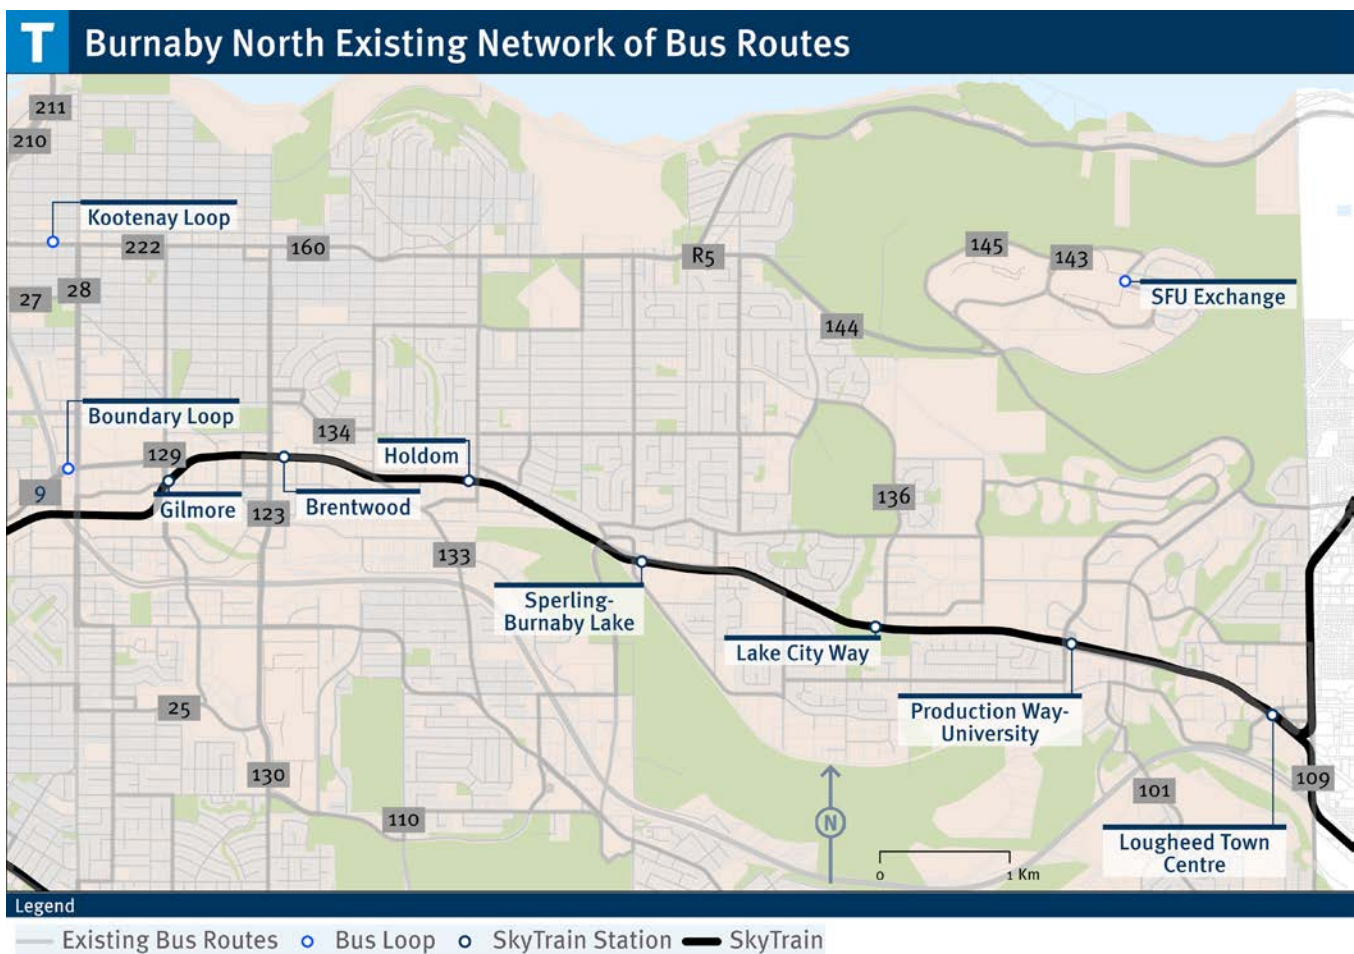 T Burnaby North Existing Network of Bus Routes
211
210
Kootenay Loop
222
160
R5
145
143
27
28
SFU Exchange
144
Boundary Loop
134
Holdom
129
9
Gilmore
123
Brentwood
136
133
Sperling-
Burnaby Lake
Lake City Way
Production Way-
University
25
130
110
N
101
109
0 1 Km
Lougheed Town
Centre
Legend
Existing Bus Routes Bus Loop SkyTrain Station SkyTrain